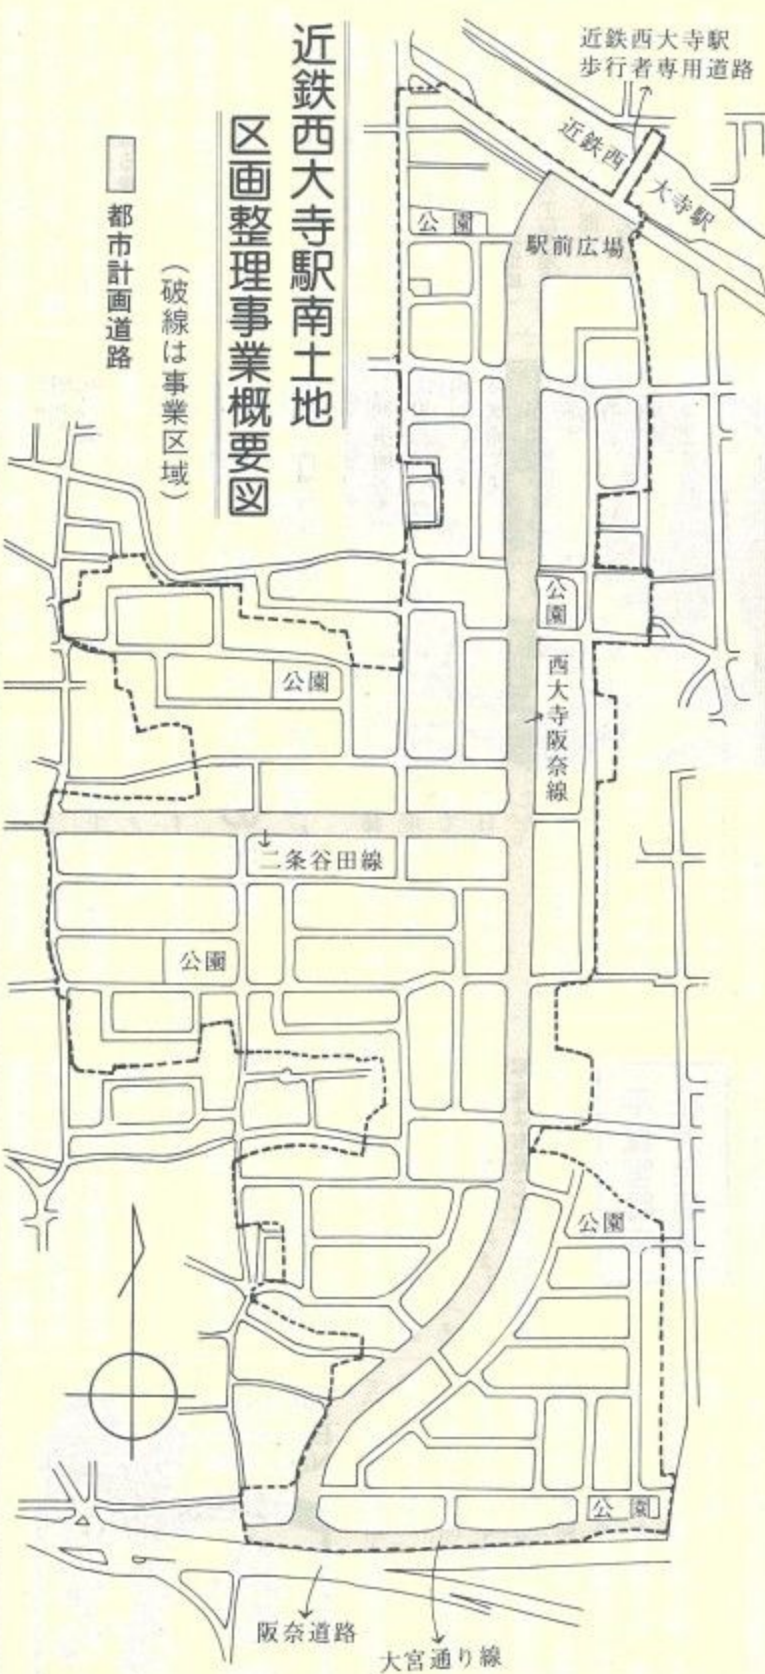 近鉄西大寺駅南土地
区画整理事業概要図
(破線は事業区域)
都市計画道路
近鉄西大寺駅
歩行者専用道路
近鉄西
大寺駅
駅前広場
公園
公園
西大寺阪奈線
公園
二条谷田線
公園
公園
公園
阪奈道路
大宮通り線